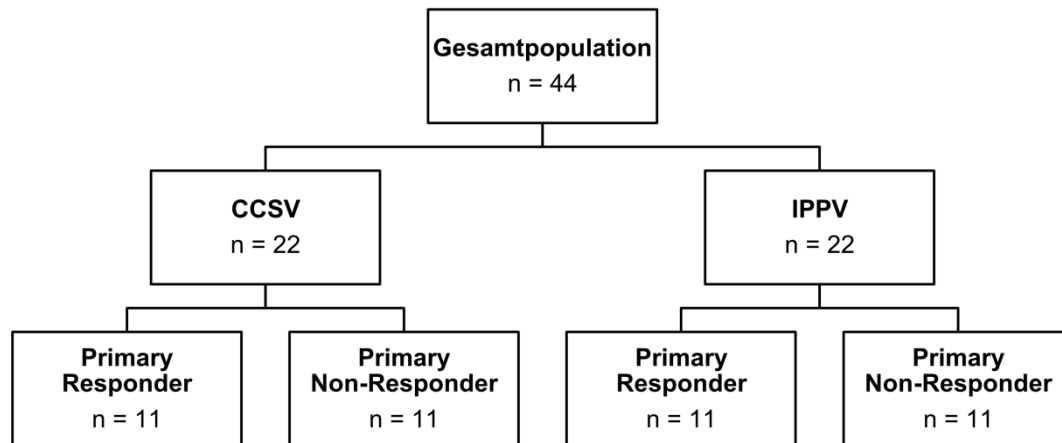 Gesamtpopulation
n = 44
CCSV
n = 22
IPPV
n = 22
Primary
Responder
n = 11
Primary
Non-Responder
n = 11
Primary
Responder
n = 11
Primary
Non-Responder
n = 11